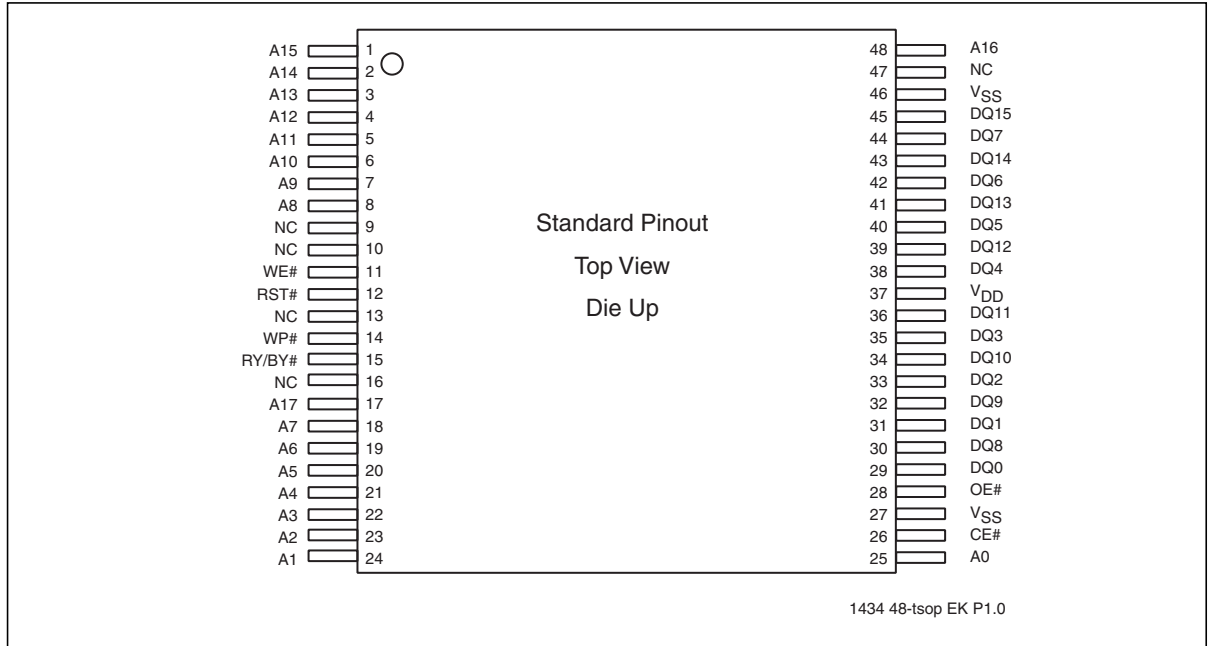 A15 1
A14 2
A13 3
A12 4
A11 5
A10 6
A9 7
A8 8
NC 9
NC 10
WE# 11
RST# 12
NC 13
WP# 14
RY/BY# 15
NC 16
A17 17
A7 18
A6 19
A5 20
A4 21
A3 22
A2 23
A1 24
Standard Pinout
Top View
Die Up
48 A16
47 NC
46 VSS
45 DQ15
44 DQ7
43 DQ14
42 DQ6
41 DQ13
40 DQ5
39 DQ12
38 DQ4
37 VDD
36 DQ11
35 DQ3
34 DQ10
33 DQ2
32 DQ9
31 DQ1
30 DQ8
29 DQ0
28 OE#
27 VSS
26 CE#
25 A0
1434 48-tsop EK P1.0